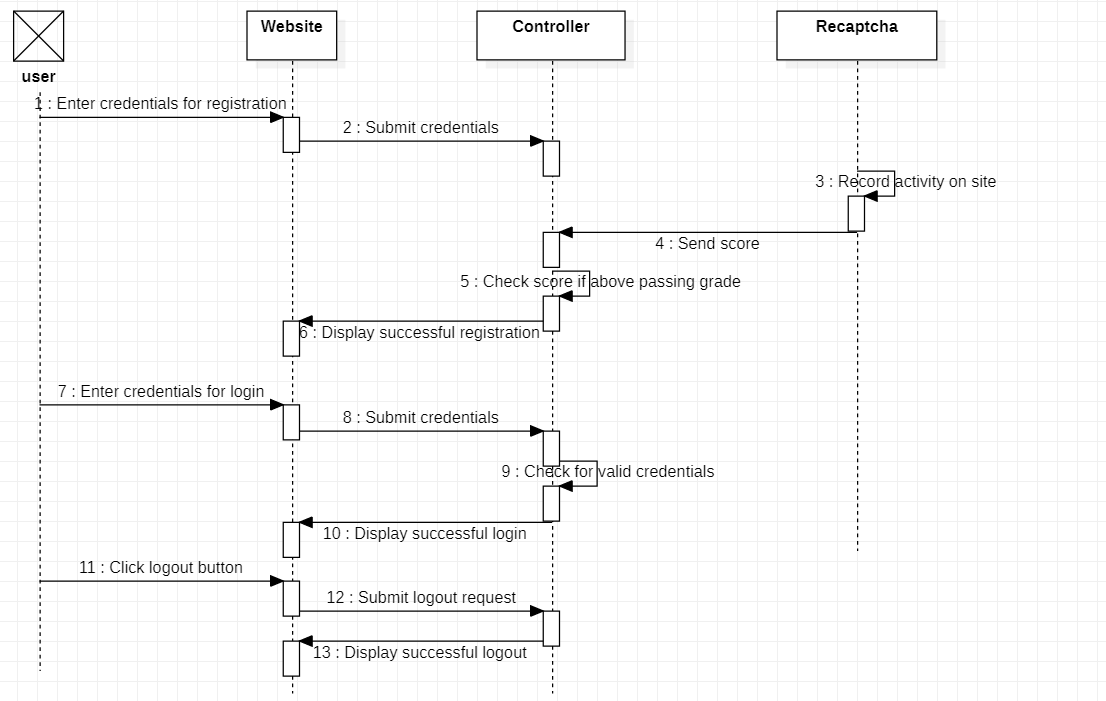 Website
Controller
Recaptcha
user
1 : Enter credentials for registration
2 : Submit credentials
3 : Record activity on site
4 : Send score
5 : Check score if above passing grade
6 : Display successful registration
7 : Enter credentials for login
8 : Submit credentials
9 : Check for valid credentials
10 : Display successful login
11 : Click logout button
12 : Submit logout request
13 : Display successful logout